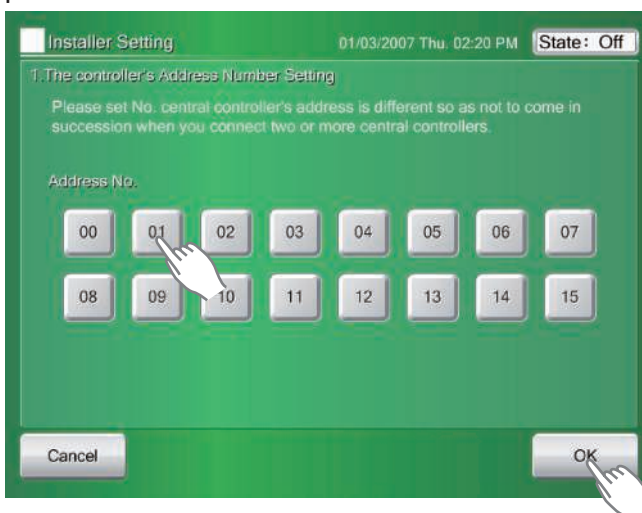 Installer Setting 01/03/2007 Thu. 02:20 PM State: Off
1.The controller's Address Number Setting
Please set No. central controller's address is different so as not to come in
succession when you connect two or more central controllers.
Address No.
00 01 02 03 04 05 06 07
08 09 10 11 12 13 14 15
Cancel OK